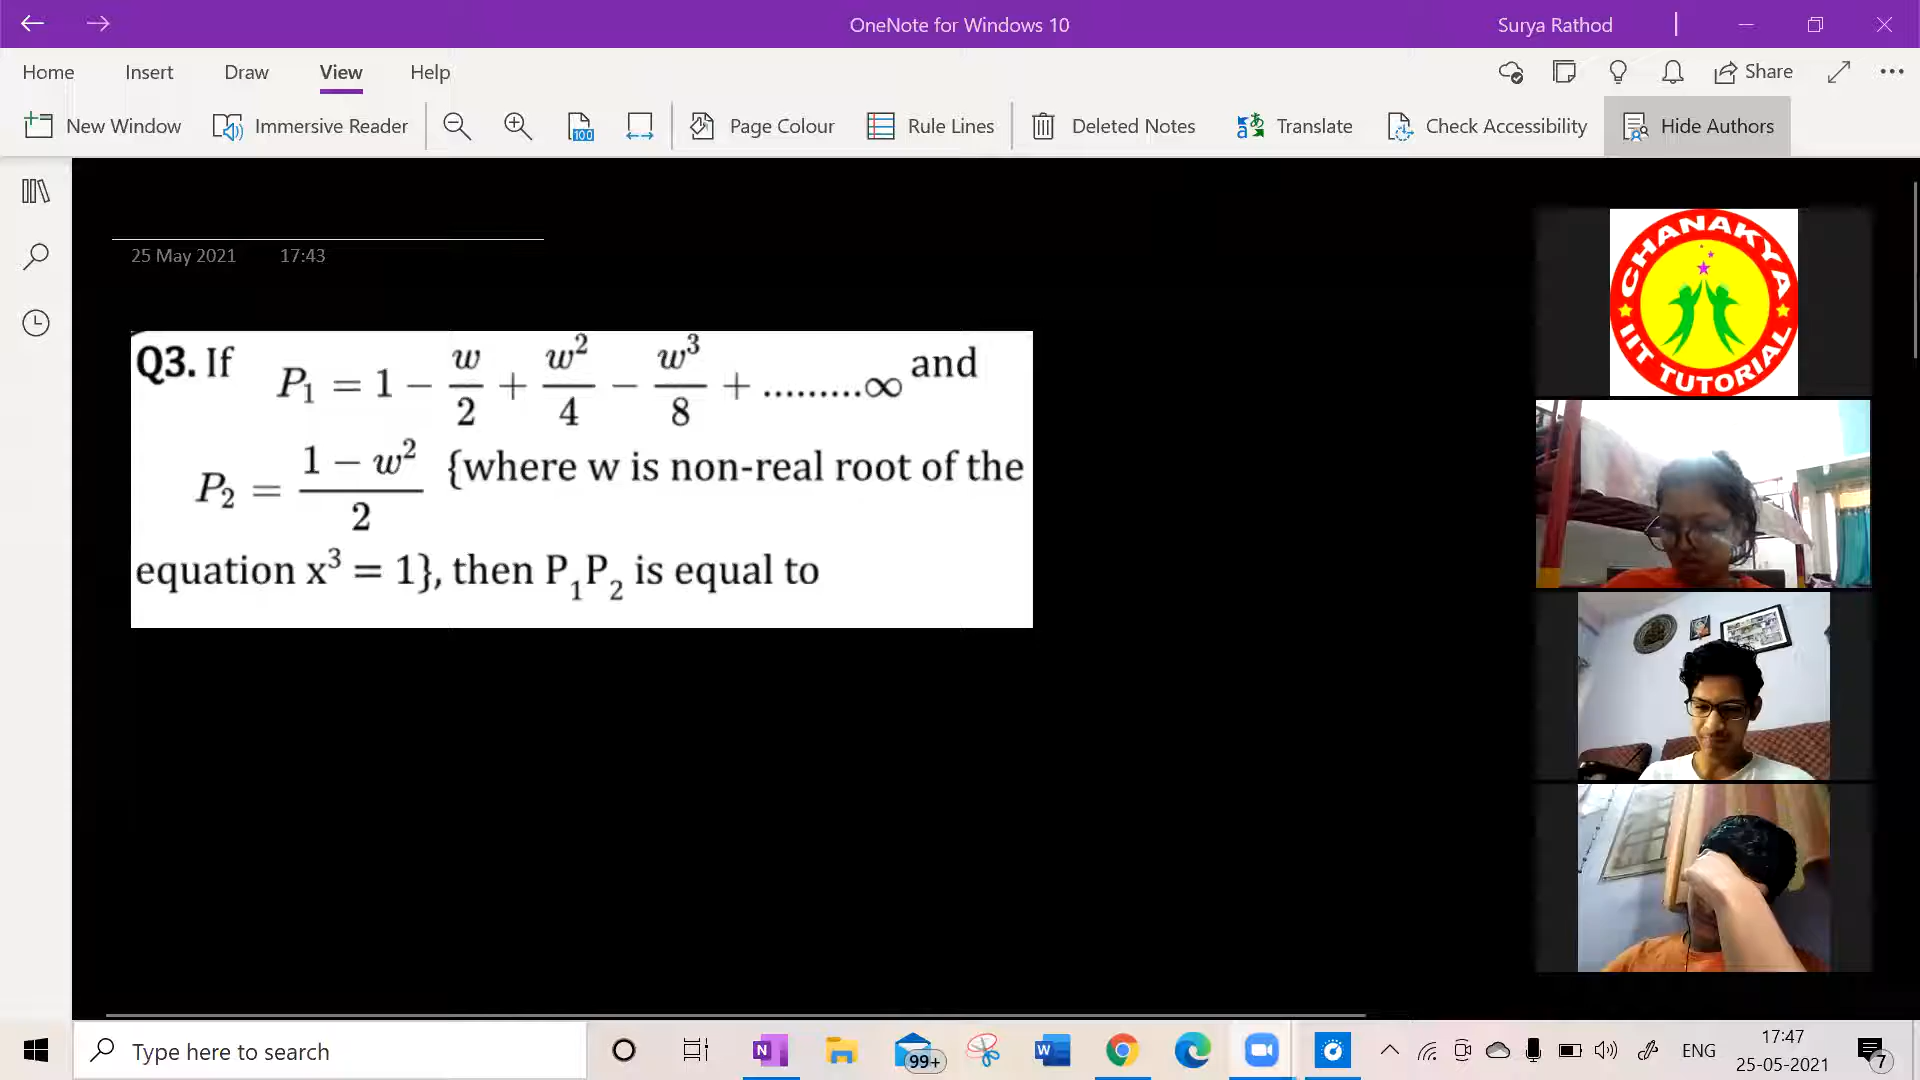 OneNote for Windows 10
Surya Rathod
Home Insert Draw View Help
Share
New Window Immersive Reader 100 Page Colour Rule Lines Deleted Notes Translate Check Accessibility Hide Authors
25 May 2021 17:43
Q3. If P₁ = 1 − w/2 + w²/4 − w³/8 + .........∞ and
P₂ = (1 − w²)/2 {where w is non-real root of the
equation x³ = 1}, then P₁P₂ is equal to
CHANAKYA
IIT TUTORIAL
Type here to search
99+
ENG
17:47
25-05-2021
7